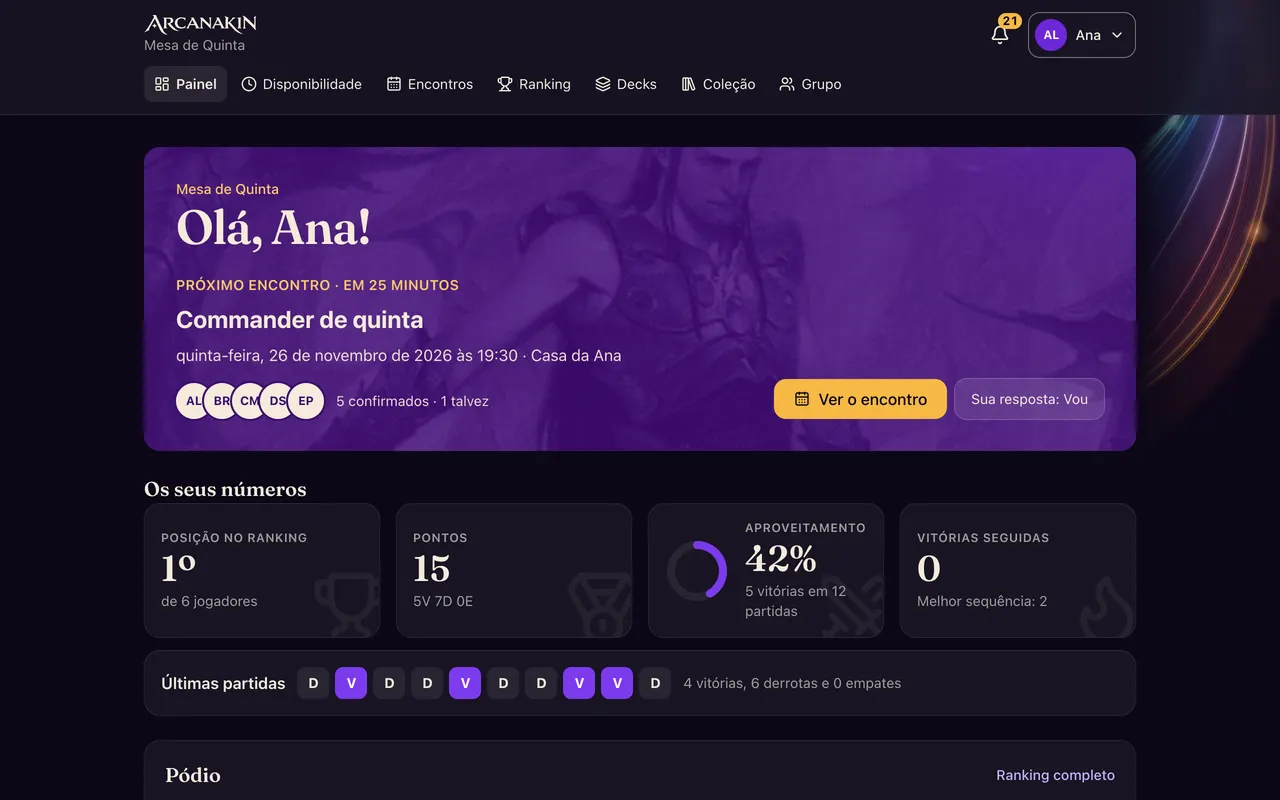 ARCANAKIN
Mesa de Quinta
21
AL
Ana
Painel
Disponibilidade
Encontros
Ranking
Decks
Coleção
Grupo
Mesa de Quinta
Olá, Ana!
PRÓXIMO ENCONTRO · EM 25 MINUTOS
Commander de quinta
quinta-feira, 26 de novembro de 2026 às 19:30 · Casa da Ana
AL BR CM DS EP
5 confirmados · 1 talvez
Ver o encontro
Sua resposta: Vou
Os seus números
POSIÇÃO NO RANKING
1º
de 6 jogadores
PONTOS
15
5V 7D 0E
APROVEITAMENTO
42%
5 vitórias em 12
partidas
VITÓRIAS SEGUIDAS
0
Melhor sequência: 2
Últimas partidas
D V D D V D D V V D
4 vitórias, 6 derrotas e 0 empates
Pódio
Ranking completo